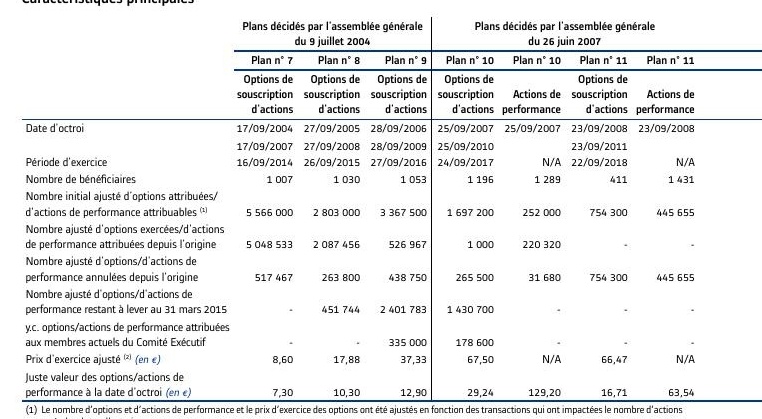 Caractéristiques principales
Plans décidés par l'assemblée générale Plans décidés par l'assemblée générale
du 9 juillet 2004 du 26 juin 2007
Plan n° 7 Plan n° 8 Plan n° 9 Plan n° 10 Plan n° 10 Plan n° 11 Plan n° 11
Options de Options de Options de Options de Options de
souscription souscription souscription souscription Actions de souscription Actions de
d'actions d'actions d'actions d'actions performance d'actions performance
Date d'octroi 17/09/2004 27/09/2005 28/09/2006 25/09/2007 25/09/2007 23/09/2008 23/09/2008
17/09/2007 27/09/2008 28/09/2009 25/09/2010 23/09/2011
Période d'exercice 16/09/2014 26/09/2015 27/09/2016 24/09/2017 N/A 22/09/2018 N/A
Nombre de bénéficiaires 1 007 1 030 1 053 1 196 1 289 411 1 431
Nombre initial ajusté d'options attribuées/
d'actions de performance attribuables (1) 5 566 000 2 803 000 3 367 500 1 697 200 252 000 754 300 445 655
Nombre ajusté d'options exercées/d'actions
de performance attribuées depuis l'origine 5 048 533 2 087 456 526 967 1 000 220 320 - -
Nombre ajusté d'options/d'actions de
performance annulées depuis l'origine 517 467 263 800 438 750 265 500 31 680 754 300 445 655
Nombre ajusté d'options/d'actions de
performance restant à lever au 31 mars 2015 - 451 744 2 401 783 1 430 700 - - -
y.c. options/actions de performance attribuées
aux membres actuels du Comité Exécutif - - 335 000 178 600 - - -
Prix d'exercice ajusté (2) (en €) 8,60 17,88 37,33 67,50 N/A 66,47 N/A
Juste valeur des options/actions de
performance à la date d'octroi (en €) 7,30 10,30 12,90 29,24 129,20 16,71 63,54
(1) Le nombre d'options et d'actions de performance et le prix d'exercice des options ont été ajustés en fonction des transactions qui ont impactées le nombre d'actions